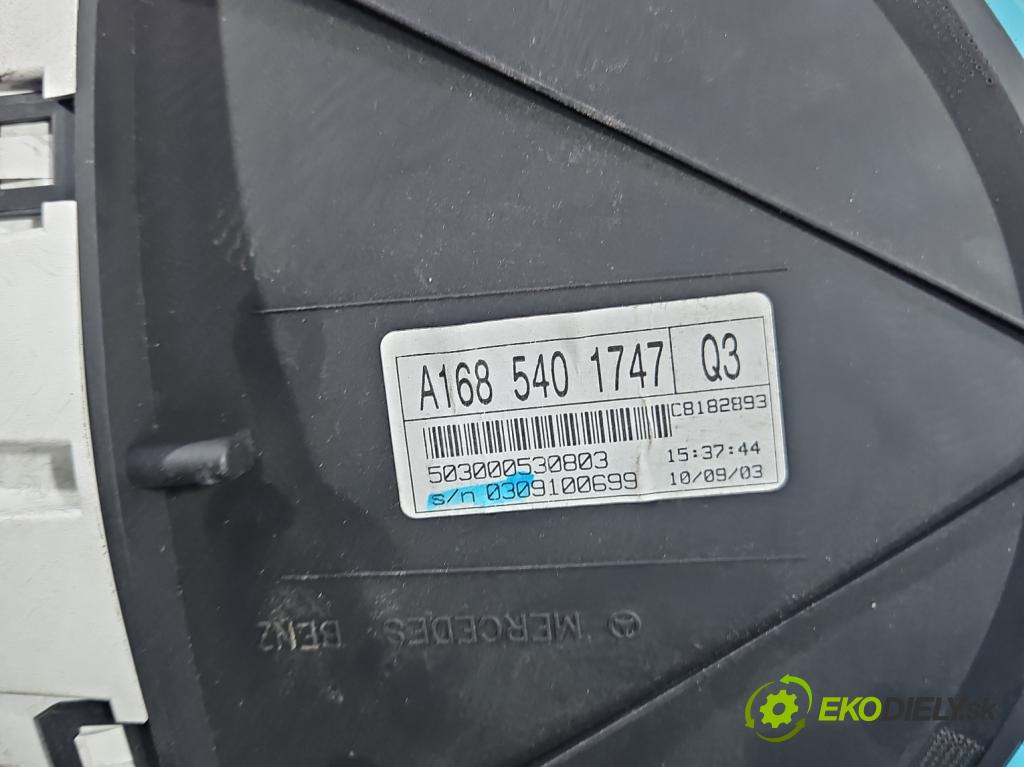 A168 540 1747 Q3
C8182893
503000530803 15:37:44
s/n 0309100699 10/09/03
MERCEDES BENZ
EKODIELY.sk